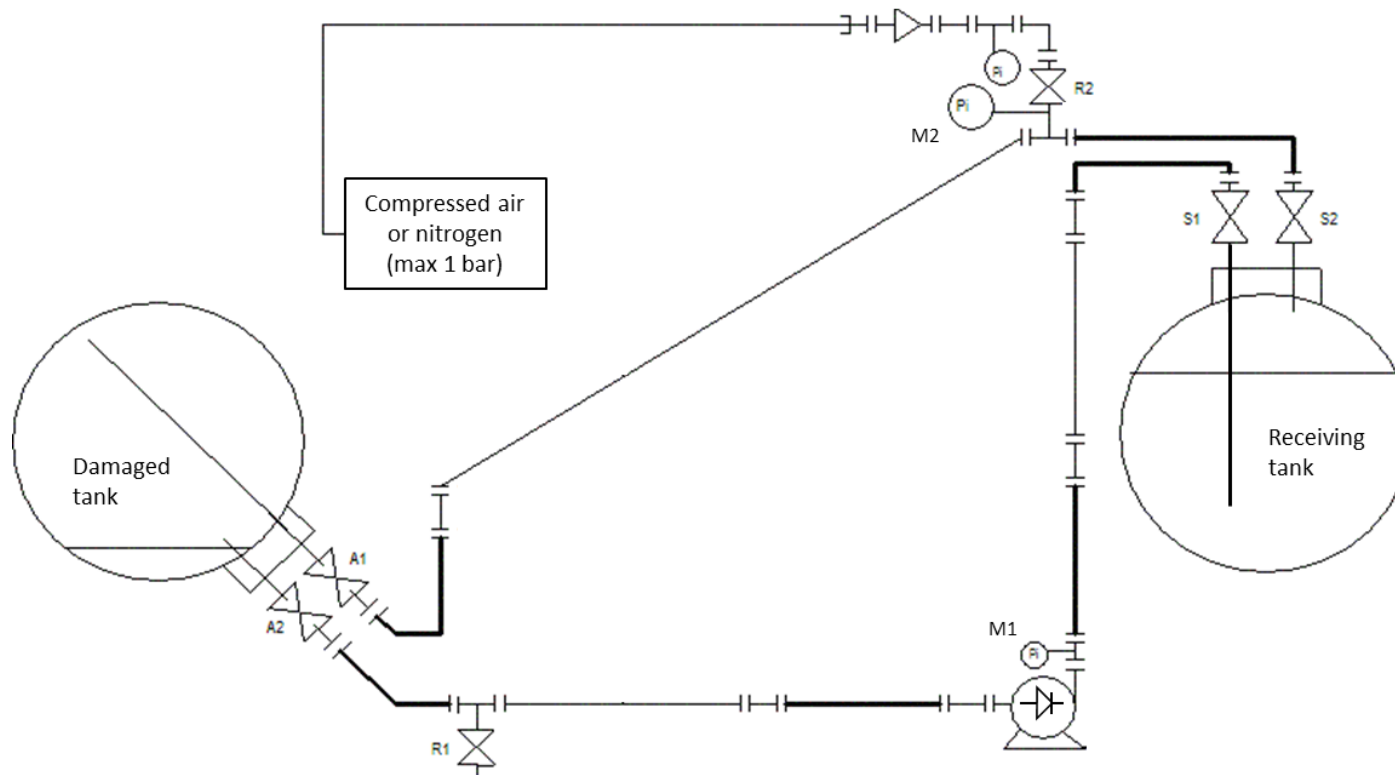 Pi
R2
Pi
M2
Compressed air
or nitrogen
(max 1 bar)
S1
S2
Damaged
tank
Receiving
tank
A1
A2
M1
Pi
R1